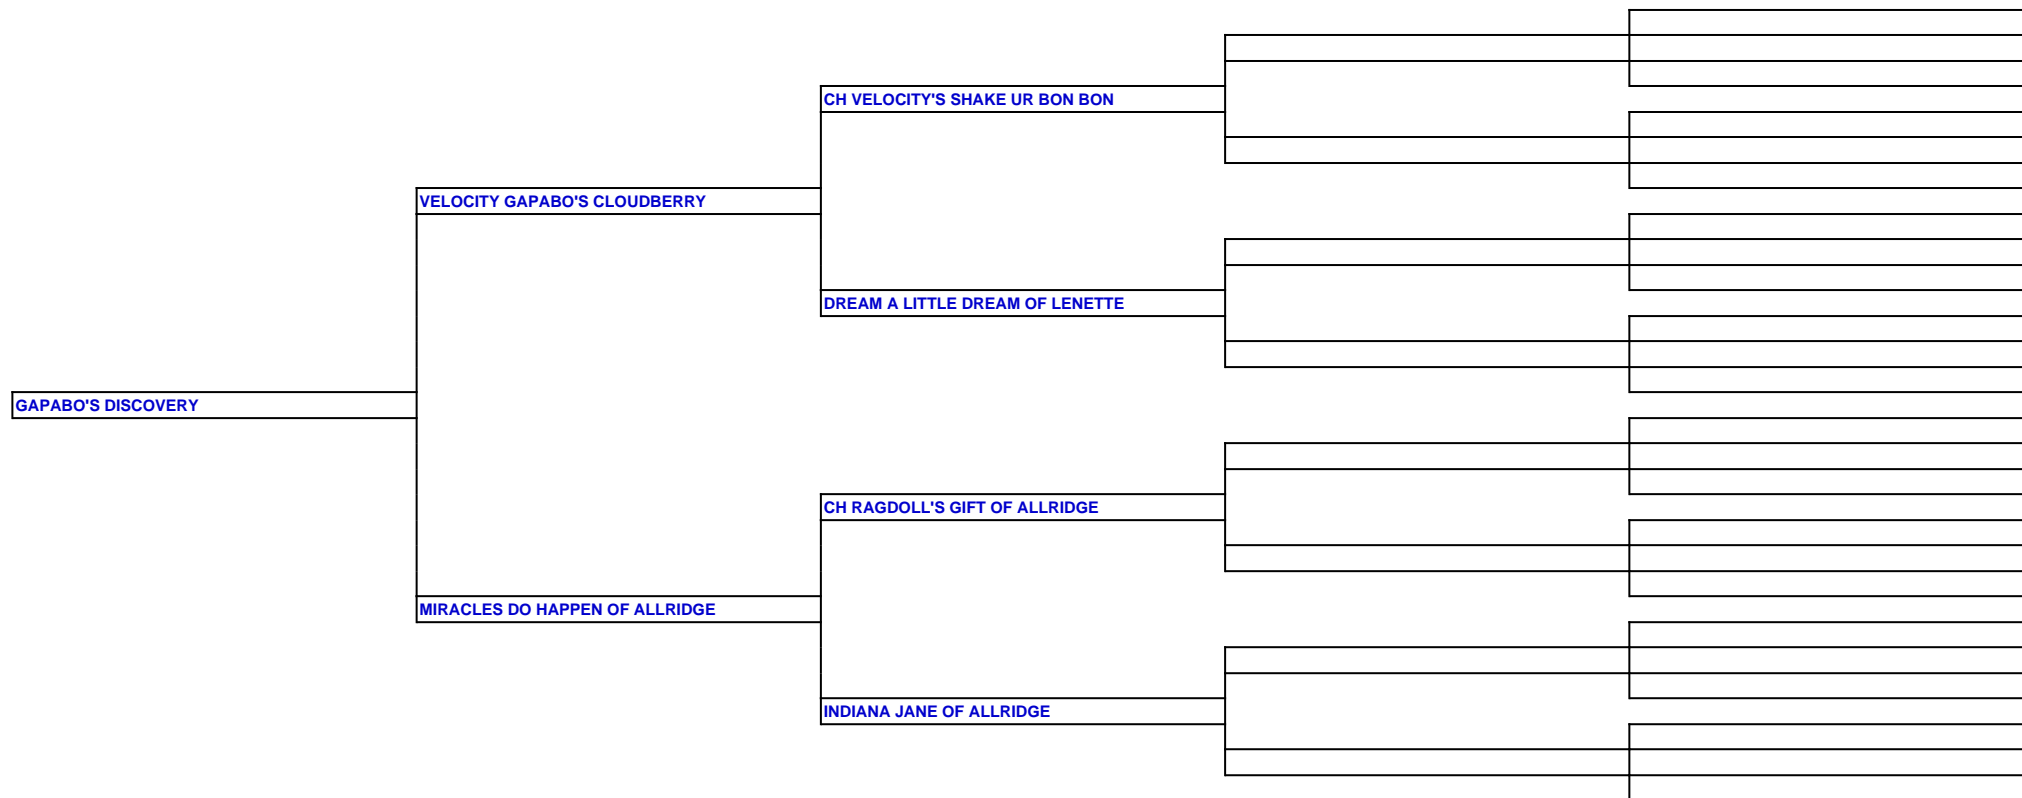 CH VELOCITY'S SHAKE UR BON BON
VELOCITY GAPABO'S CLOUDBERRY
DREAM A LITTLE DREAM OF LENETTE
GAPABO'S DISCOVERY
CH RAGDOLL'S GIFT OF ALLRIDGE
MIRACLES DO HAPPEN OF ALLRIDGE
INDIANA JANE OF ALLRIDGE